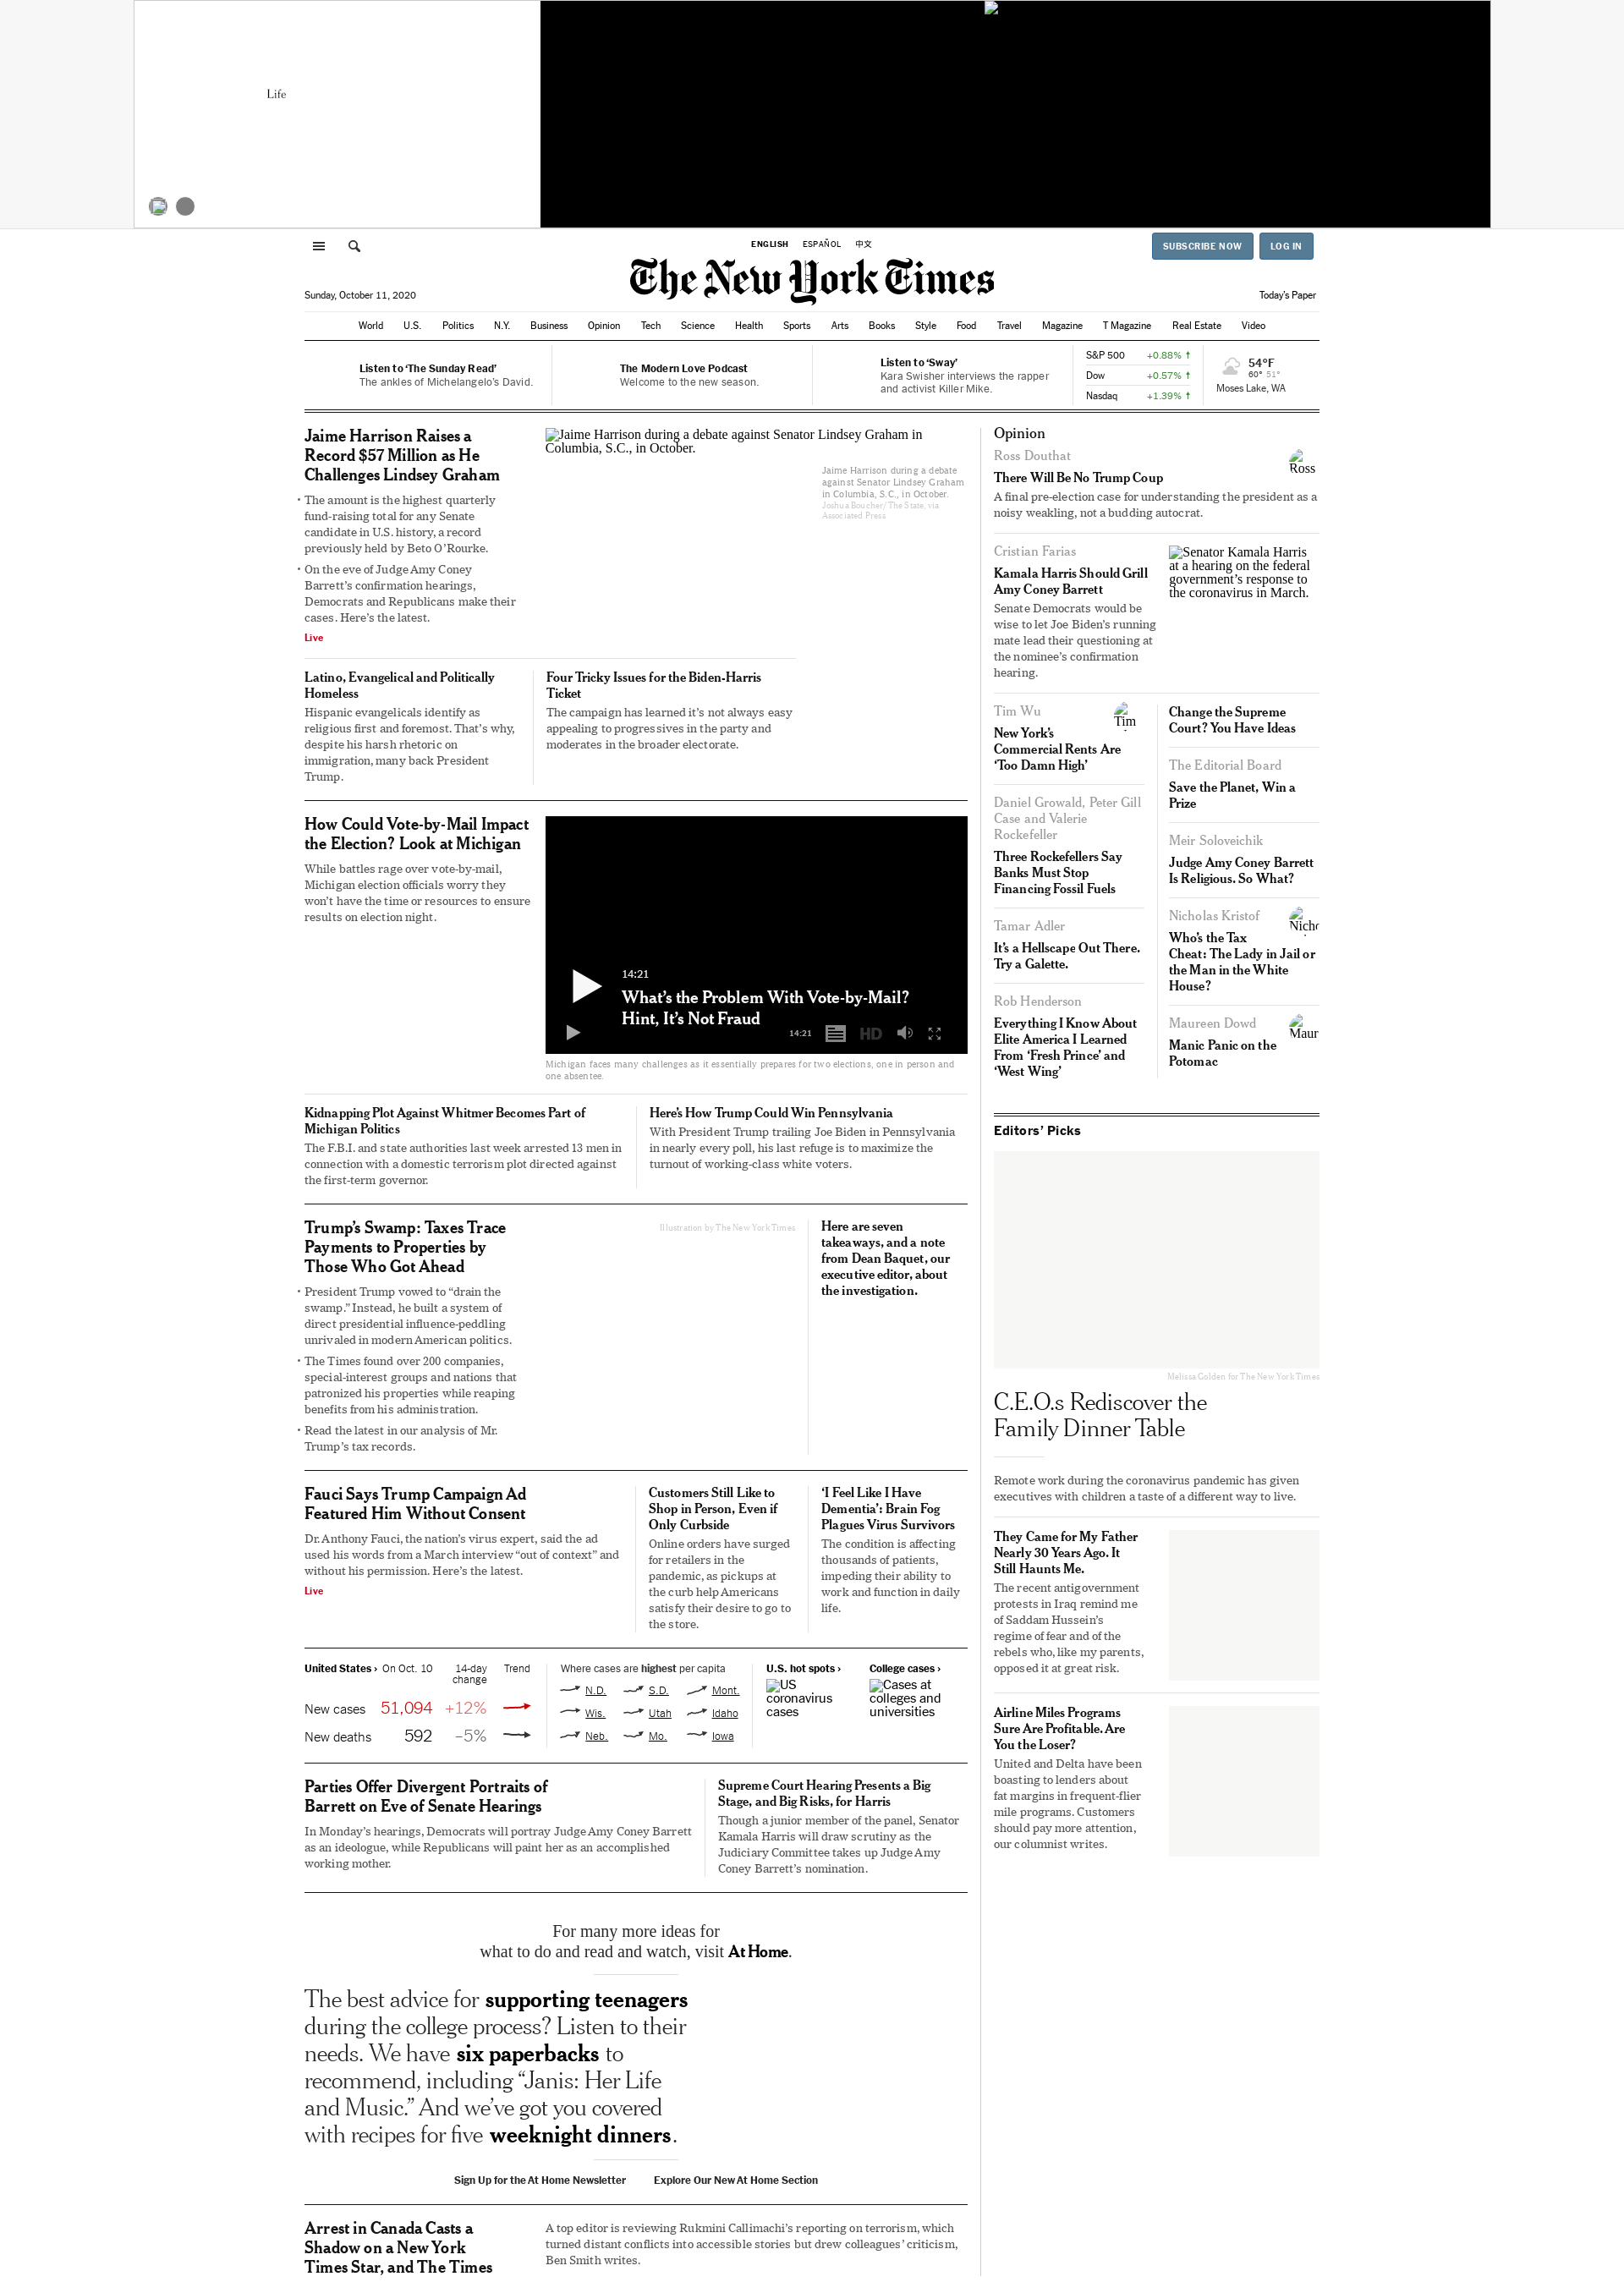 Life
ENGLISH ESPAÑOL 中文
SUBSCRIBE NOW LOG IN
The New York Times
Sunday, October 11, 2020
Today's Paper
World U.S. Politics N.Y. Business Opinion Tech Science Health Sports Arts Books Style Food Travel Magazine T Magazine Real Estate Video
Listen to ‘The Sunday Read’
The ankles of Michelangelo's David.
The Modern Love Podcast
Welcome to the new season.
Listen to ‘Sway’
Kara Swisher interviews the rapper
and activist Killer Mike.
S&P 500 +0.88% ↑
Dow +0.57% ↑
Nasdaq +1.39% ↑
54°F
60° 51°
Moses Lake, WA
Jaime Harrison Raises a
Record $57 Million as He
Challenges Lindsey Graham
• The amount is the highest quarterly
fund-raising total for any Senate
candidate in U.S. history, a record
previously held by Beto O’Rourke.
• On the eve of Judge Amy Coney
Barrett’s confirmation hearings,
Democrats and Republicans make their
cases. Here’s the latest.
Live
Jaime Harrison during a debate against Senator Lindsey Graham in
Columbia, S.C., in October.
Jaime Harrison during a debate
against Senator Lindsey Graham
in Columbia, S.C., in October.
Joshua Boucher/The State, via
Associated Press
Latino, Evangelical and Politically
Homeless
Hispanic evangelicals identify as
religious first and foremost. That’s why,
despite his harsh rhetoric on
immigration, many back President
Trump.
Four Tricky Issues for the Biden-Harris
Ticket
The campaign has learned it’s not always easy
appealing to progressives in the party and
moderates in the broader electorate.
How Could Vote-by-Mail Impact
the Election? Look at Michigan
While battles rage over vote-by-mail,
Michigan election officials worry they
won’t have the time or resources to ensure
results on election night.
14:21
What’s the Problem With Vote-by-Mail?
Hint, It’s Not Fraud
14:21 HD
Michigan faces many challenges as it essentially prepares for two elections, one in person and
one absentee.
Kidnapping Plot Against Whitmer Becomes Part of
Michigan Politics
The F.B.I. and state authorities last week arrested 13 men in
connection with a domestic terrorism plot directed against
the first-term governor.
Here’s How Trump Could Win Pennsylvania
With President Trump trailing Joe Biden in Pennsylvania
in nearly every poll, his last refuge is to maximize the
turnout of working-class white voters.
Trump’s Swamp: Taxes Trace
Payments to Properties by
Those Who Got Ahead
• President Trump vowed to “drain the
swamp.” Instead, he built a system of
direct presidential influence-peddling
unrivaled in modern American politics.
• The Times found over 200 companies,
special-interest groups and nations that
patronized his properties while reaping
benefits from his administration.
• Read the latest in our analysis of Mr.
Trump’s tax records.
Illustration by The New York Times
Here are seven
takeaways, and a note
from Dean Baquet, our
executive editor, about
the investigation.
Fauci Says Trump Campaign Ad
Featured Him Without Consent
Dr. Anthony Fauci, the nation’s virus expert, said the ad
used his words from a March interview “out of context” and
without his permission. Here’s the latest.
Live
Customers Still Like to
Shop in Person, Even if
Only Curbside
Online orders have surged
for retailers in the
pandemic, as pickups at
the curb help Americans
satisfy their desire to go to
the store.
‘I Feel Like I Have
Dementia’: Brain Fog
Plagues Virus Survivors
The condition is affecting
thousands of patients,
impeding their ability to
work and function in daily
life.
United States › On Oct. 10 14-day
change Trend
New cases 51,094 +12%
New deaths 592 –5%
Where cases are highest per capita
N.D. S.D. Mont.
Wis. Utah Idaho
Neb. Mo. Iowa
U.S. hot spots ›
US
coronavirus
cases
College cases ›
Cases at
colleges and
universities
Parties Offer Divergent Portraits of
Barrett on Eve of Senate Hearings
In Monday’s hearings, Democrats will portray Judge Amy Coney Barrett
as an ideologue, while Republicans will paint her as an accomplished
working mother.
Supreme Court Hearing Presents a Big
Stage, and Big Risks, for Harris
Though a junior member of the panel, Senator
Kamala Harris will draw scrutiny as the
Judiciary Committee takes up Judge Amy
Coney Barrett’s nomination.
For many more ideas for
what to do and read and watch, visit At Home.
The best advice for supporting teenagers
during the college process? Listen to their
needs. We have six paperbacks to
recommend, including “Janis: Her Life
and Music.” And we’ve got you covered
with recipes for five weeknight dinners.
Sign Up for the At Home Newsletter Explore Our New At Home Section
Arrest in Canada Casts a
Shadow on a New York
Times Star, and The Times
A top editor is reviewing Rukmini Callimachi’s reporting on terrorism, which
turned distant conflicts into accessible stories but drew colleagues’ criticism,
Ben Smith writes.
Opinion
Ross Douthat
Ross
There Will Be No Trump Coup
A final pre-election case for understanding the president as a
noisy weakling, not a budding autocrat.
Cristian Farias
Kamala Harris Should Grill
Amy Coney Barrett
Senate Democrats would be
wise to let Joe Biden’s running
mate lead their questioning at
the nominee’s confirmation
hearing.
Senator Kamala Harris
at a hearing on the federal
government’s response to
the coronavirus in March.
Tim Wu
Tim
New York’s
Commercial Rents Are
‘Too Damn High’
Daniel Growald, Peter Gill
Case and Valerie
Rockefeller
Three Rockefellers Say
Banks Must Stop
Financing Fossil Fuels
Tamar Adler
It’s a Hellscape Out There.
Try a Galette.
Rob Henderson
Everything I Know About
Elite America I Learned
From ‘Fresh Prince’ and
‘West Wing’
Change the Supreme
Court? You Have Ideas
The Editorial Board
Save the Planet, Win a
Prize
Meir Soloveichik
Judge Amy Coney Barrett
Is Religious. So What?
Nicholas Kristof
Who’s the Tax
Cheat: The Lady in Jail or
the Man in the White
House?
Maureen Dowd
Manic Panic on the
Potomac
Editors’ Picks
Melissa Golden for The New York Times
C.E.O.s Rediscover the
Family Dinner Table
Remote work during the coronavirus pandemic has given
executives with children a taste of a different way to live.
They Came for My Father
Nearly 30 Years Ago. It
Still Haunts Me.
The recent antigovernment
protests in Iraq remind me
of Saddam Hussein’s
regime of fear and of the
rebels who, like my parents,
opposed it at great risk.
Airline Miles Programs
Sure Are Profitable. Are
You the Loser?
United and Delta have been
boasting to lenders about
fat margins in frequent-flier
mile programs. Customers
should pay more attention,
our columnist writes.